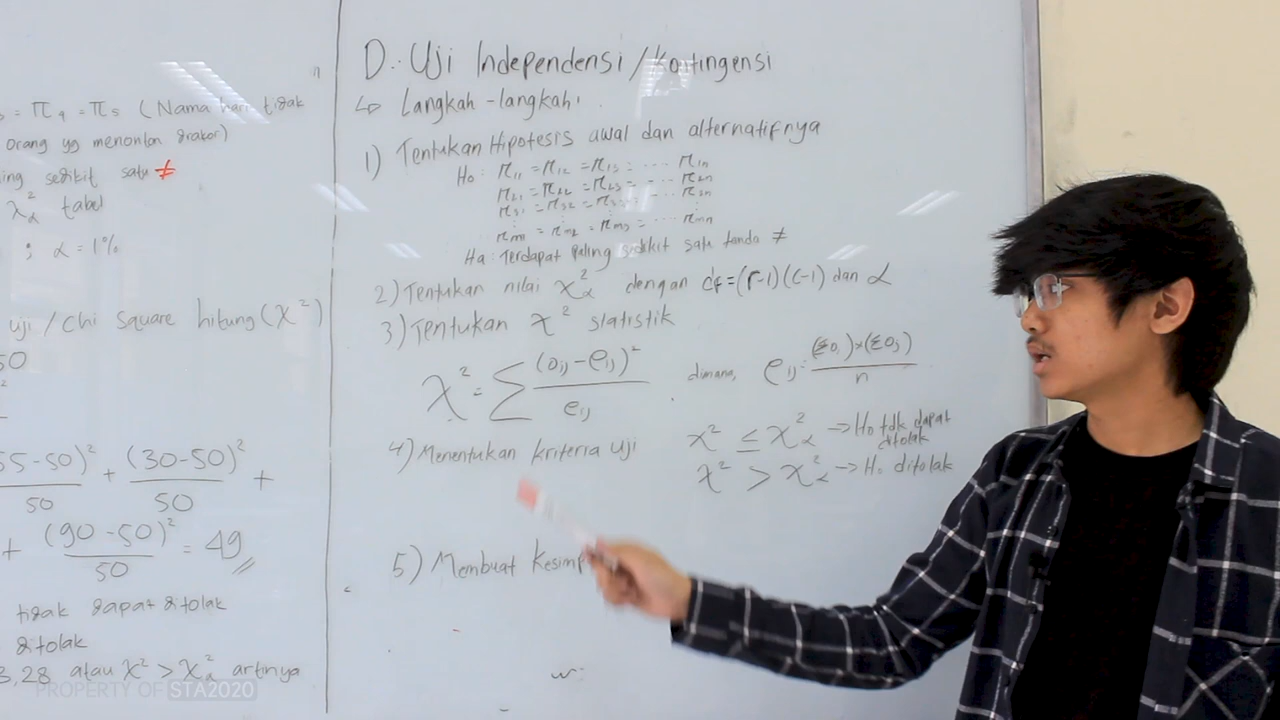 = π₄ = π₅ (Nama hari tidak
orang yg menonton drakor)
ing sedikit satu ≠
χ²α tabel
; α = 1%
uji / Chi square hitung (χ²)
50
55-50)² + (30-50)² +
50 50
+ (90-50)² = 49
50
tidak dapat ditolak
ditolak
3,28 atau χ² > χ²α artinya
D. Uji Independensi / Kontingensi
↳ Langkah-langkah
1) Tentukan Hipotesis awal dan alternatifnya
Ho : π₁₁ = π₁₂ = π₁₃ = .... π₁ₙ
π₂₁ = π₂₂ = π₂₃ = .... π₂ₙ
π₃₁ = π₃₂ = π₃₃ = .... π₃ₙ
πm₁ = πm₂ = πm₃ = .... πmn
Ha : Terdapat paling sedikit satu tanda ≠
2) Tentukan nilai χ²α dengan df = (r-1)(c-1) dan α
3) Tentukan χ² statistik
χ² = Σ (oij - eij)² / eij dimana, eij : (Σoi) × (Σoj) / n
4) Menentukan kriteria uji
χ² ≤ χ²α → Ho tdk dapat ditolak
χ² > χ²α → Ho ditolak
5) Membuat Kesimp
PROPERTY OF STA2020